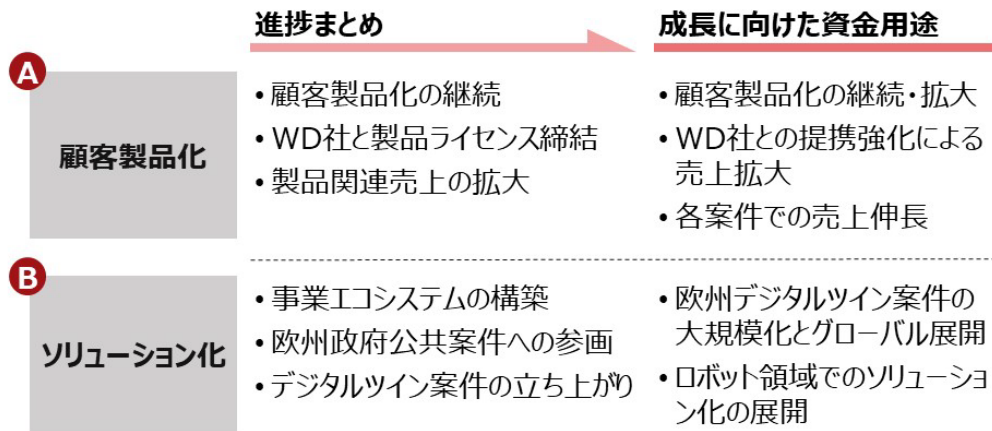 進捗まとめ
成長に向けた資金用途
A
顧客製品化
• 顧客製品化の継続
• WD社と製品ライセンス締結
• 製品関連売上の拡大
• 顧客製品化の継続・拡大
• WD社との提携強化による
売上拡大
• 各案件での売上伸長
B
ソリューション化
• 事業エコシステムの構築
• 欧州政府公共案件への参画
• デジタルツイン案件の立ち上がり
• 欧州デジタルツイン案件の
大規模化とグローバル展開
• ロボット領域でのソリューショ
ン化の展開